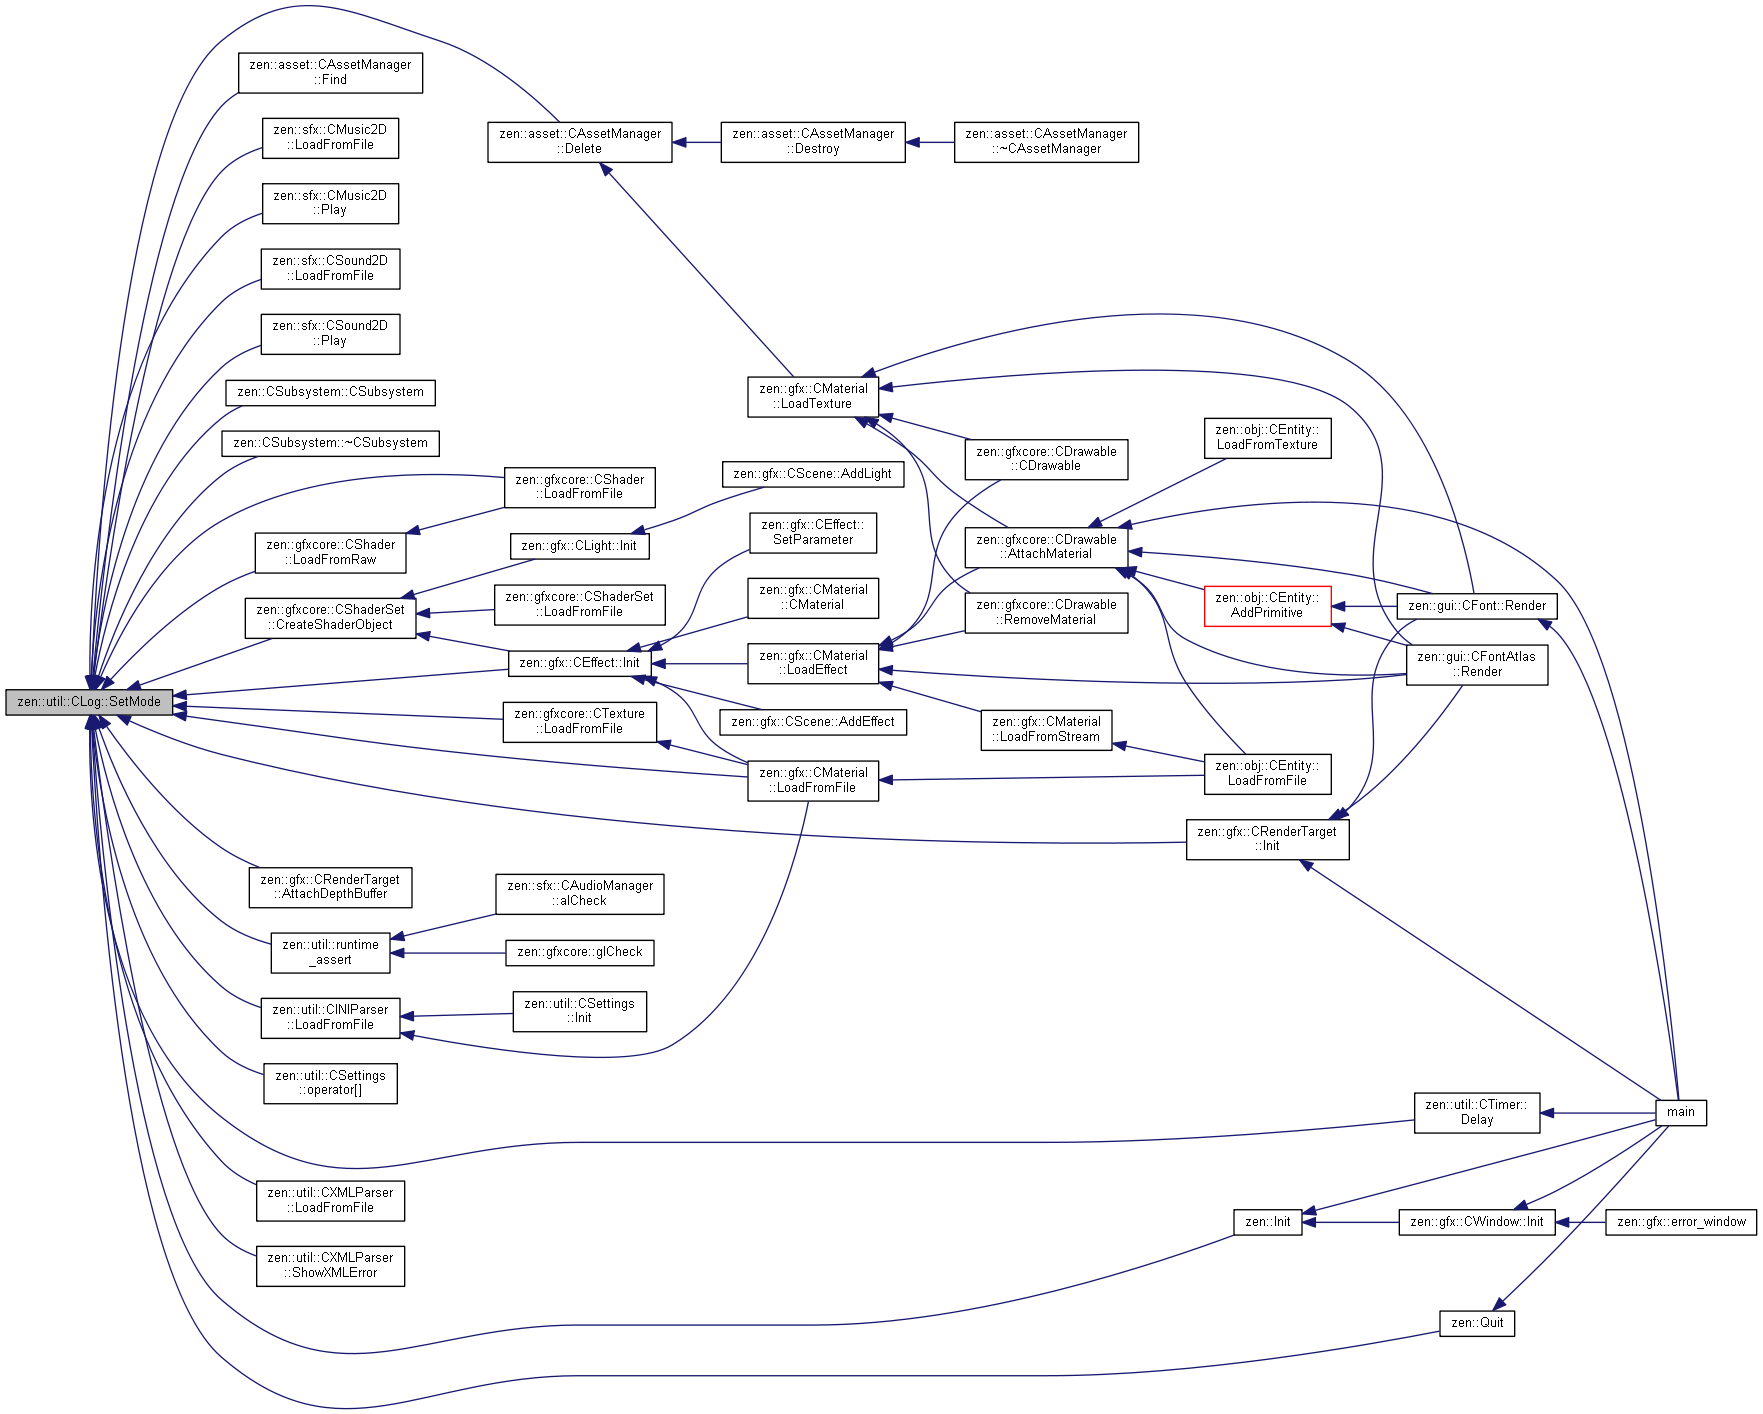 zen::asset::CAssetManager
::Find
zen::sfx::CMusic2D
::LoadFromFile
zen::sfx::CMusic2D
::Play
zen::sfx::CSound2D
::LoadFromFile
zen::sfx::CSound2D
::Play
zen::CSubsystem::CSubsystem
zen::CSubsystem::~CSubsystem
zen::gfxcore::CShader
::LoadFromRaw
zen::gfxcore::CShaderSet
::CreateShaderObject
zen::util::CLog::SetMode
zen::gfx::CRenderTarget
::AttachDepthBuffer
zen::util::runtime
_assert
zen::util::CINIParser
::LoadFromFile
zen::util::CSettings
::operator[]
zen::util::CXMLParser
::LoadFromFile
zen::util::CXMLParser
::ShowXMLError
zen::asset::CAssetManager
::Delete
zen::gfxcore::CShader
::LoadFromFile
zen::gfx::CLight::Init
zen::gfxcore::CShaderSet
::LoadFromFile
zen::gfx::CEffect::Init
zen::gfxcore::CTexture
::LoadFromFile
zen::sfx::CAudioManager
::alCheck
zen::gfxcore::glCheck
zen::util::CSettings
::Init
zen::asset::CAssetManager
::Destroy
zen::gfx::CMaterial
::LoadTexture
zen::gfx::CScene::AddLight
zen::gfx::CEffect::
SetParameter
zen::gfx::CMaterial
::CMaterial
zen::gfx::CMaterial
::LoadEffect
zen::gfx::CScene::AddEffect
zen::gfx::CMaterial
::LoadFromFile
zen::asset::CAssetManager
::~CAssetManager
zen::gfxcore::CDrawable
::CDrawable
zen::gfxcore::CDrawable
::AttachMaterial
zen::gfxcore::CDrawable
::RemoveMaterial
zen::gfx::CMaterial
::LoadFromStream
zen::obj::CEntity::
LoadFromTexture
zen::obj::CEntity::
AddPrimitive
zen::obj::CEntity::
LoadFromFile
zen::gfx::CRenderTarget
::Init
zen::Init
zen::gui::CFont::Render
zen::gui::CFontAtlas
::Render
zen::util::CTimer::
Delay
zen::gfx::CWindow::Init
zen::Quit
main
zen::gfx::error_window